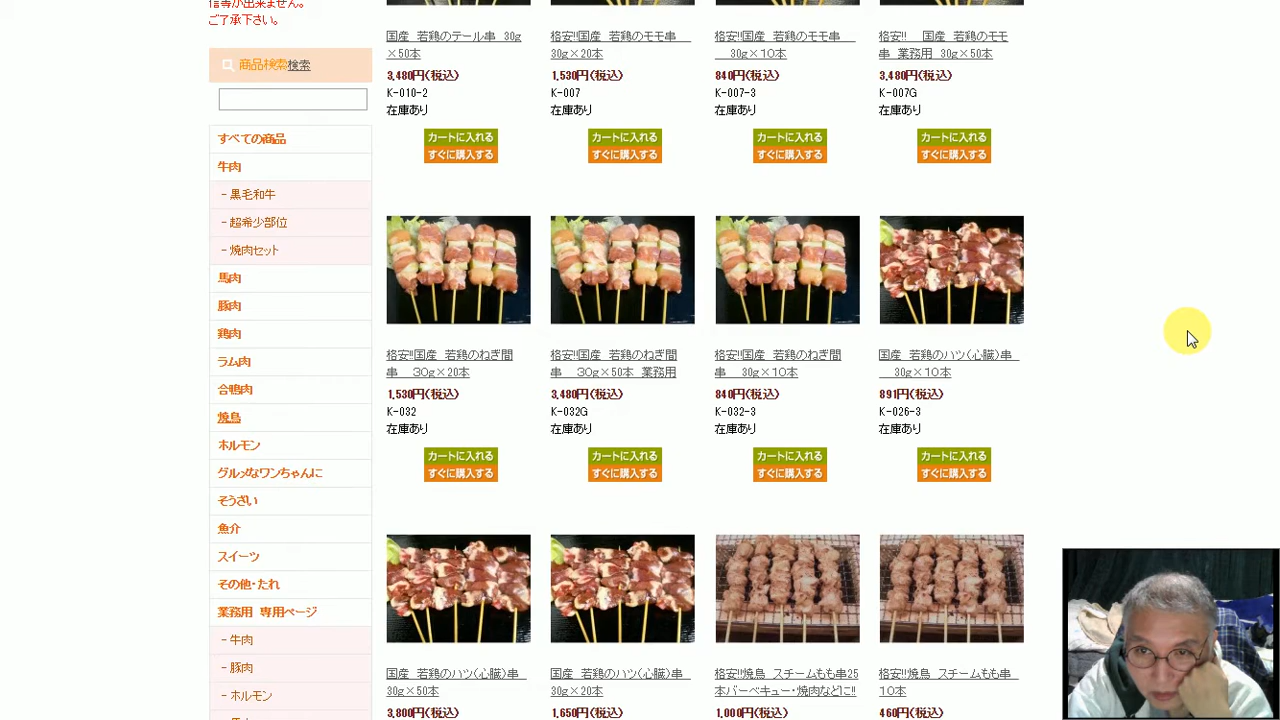 信等が出来ません。
ご了承下さい。
商品検索検索
すべての商品
牛肉
- 黒毛和牛
- 超希少部位
- 焼肉セット
馬肉
豚肉
鶏肉
ラム肉
合鴨肉
焼鳥
ホルモン
グルメなワンちゃんに
そうざい
魚介
スイーツ
その他・たれ
業務用 専用ページ
- 牛肉
- 豚肉
- ホルモン
国産 若鶏のテール串 30g
×50本
3,480円(税込)
K-010-2
在庫あり
カートに入れる
すぐに購入する
格安!!国産 若鶏のモモ串
30g×20本
1,530円(税込)
K-007
在庫あり
カートに入れる
すぐに購入する
格安!!国産 若鶏のモモ串
30g×10本
840円(税込)
K-007-3
在庫あり
カートに入れる
すぐに購入する
格安!! 国産 若鶏のモモ
串 業務用 30g×50本
3,480円(税込)
K-007G
在庫あり
カートに入れる
すぐに購入する
格安!!国産 若鶏のねぎ間
串 30g×20本
1,530円(税込)
K-032
在庫あり
カートに入れる
すぐに購入する
格安!!国産 若鶏のねぎ間
串 30g×50本 業務用
3,480円(税込)
K-032G
在庫あり
カートに入れる
すぐに購入する
格安!!国産 若鶏のねぎ間
串 30g×10本
840円(税込)
K-032-3
在庫あり
カートに入れる
すぐに購入する
国産 若鶏のハツ(心臓)串
30g×10本
891円(税込)
K-026-3
在庫あり
カートに入れる
すぐに購入する
国産 若鶏のハツ(心臓)串
30g×50本
3,800円(税込)
国産 若鶏のハツ(心臓)串
30g×20本
1,650円(税込)
格安!!焼鳥 スチームもも串25
本バーベキュー・焼肉などに!!
1,000円(税込)
格安!!焼鳥 スチームもも串
10本
460円(税込)